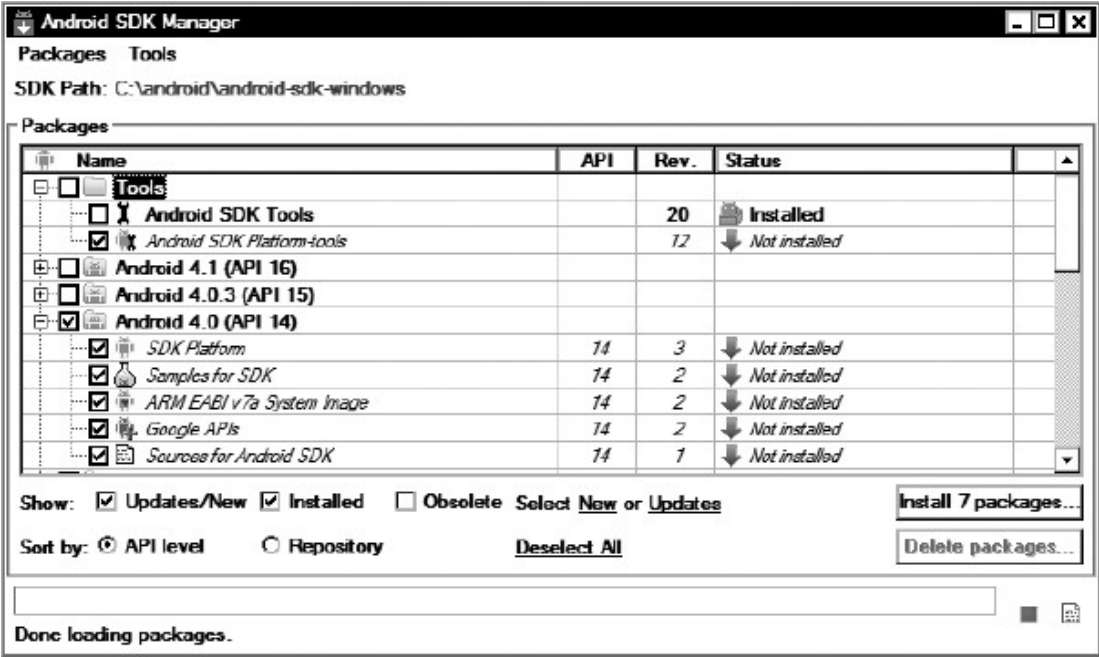 Android SDK Manager
Packages Tools
SDK Path: C:\android\android-sdk-windows
Packages
Name API Rev. Status
Tools
Android SDK Tools 20 Installed
Android SDK Platform-tools 12 Not installed
Android 4.1 (API 16)
Android 4.0.3 (API 15)
Android 4.0 (API 14)
SDK Platform 14 3 Not installed
Samples for SDK 14 2 Not installed
ARM EABI v7a System Image 14 2 Not installed
Google APIs 14 2 Not installed
Sources for Android SDK 14 1 Not installed
Show: Updates/New Installed Obsolete Select New or Updates Install 7 packages...
Sort by: API level Repository Deselect All Delete packages...
Done loading packages.